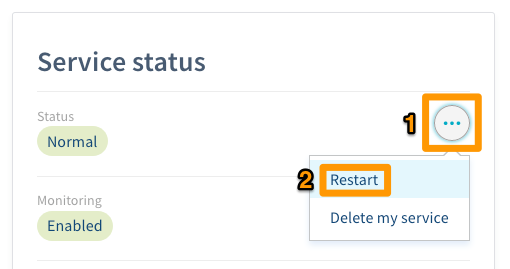 Service status
Status
1
...
Normal
2
Restart
Delete my service
Monitoring
Enabled